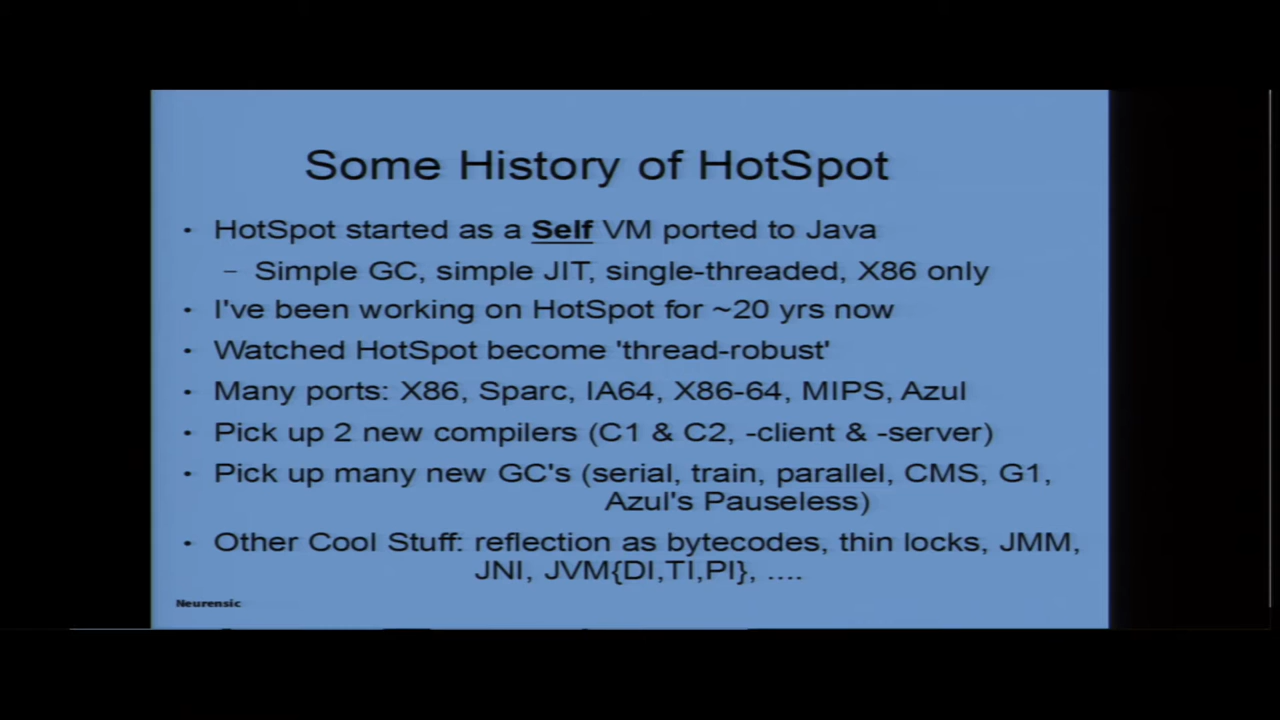 Some History of HotSpot
• HotSpot started as a Self VM ported to Java
– Simple GC, simple JIT, single-threaded, X86 only
• I've been working on HotSpot for ~20 yrs now
• Watched HotSpot become 'thread-robust'
• Many ports: X86, Sparc, IA64, X86-64, MIPS, Azul
• Pick up 2 new compilers (C1 & C2, -client & -server)
• Pick up many new GC's (serial, train, parallel, CMS, G1,
Azul's Pauseless)
• Other Cool Stuff: reflection as bytecodes, thin locks, JMM,
JNI, JVM{DI,TI,PI}, ....
Neurensic